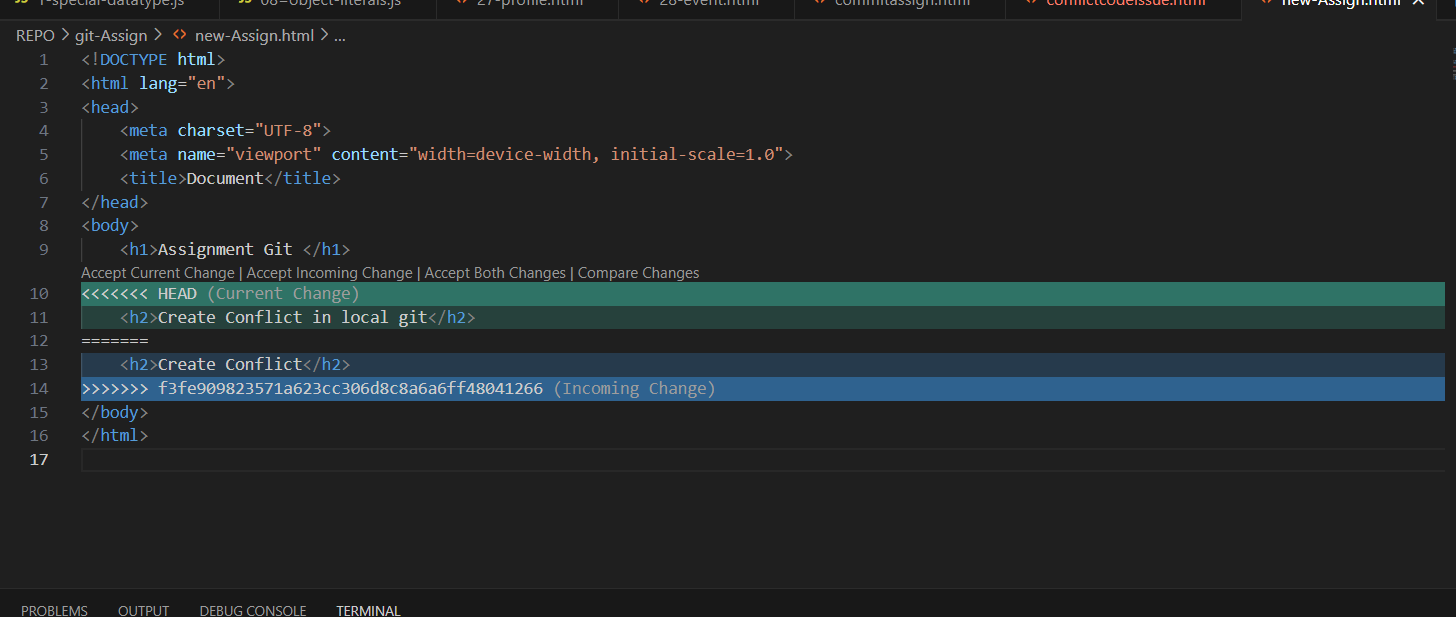 1-special-datatype.js 08=object-literals.js 27-profile.html 28-event.html commitassign.html conflictcodeissue.html new-Assign.html
REPO > git-Assign > <> new-Assign.html > ...
1 <!DOCTYPE html>
2 <html lang="en">
3 <head>
4 <meta charset="UTF-8">
5 <meta name="viewport" content="width=device-width, initial-scale=1.0">
6 <title>Document</title>
7 </head>
8 <body>
9 <h1>Assignment Git </h1>
Accept Current Change | Accept Incoming Change | Accept Both Changes | Compare Changes
10 <<<<<<< HEAD (Current Change)
11 <h2>Create Conflict in local git</h2>
12 =======
13 <h2>Create Conflict</h2>
14 >>>>>>> f3fe909823571a623cc306d8c8a6a6ff48041266 (Incoming Change)
15 </body>
16 </html>
17
PROBLEMS OUTPUT DEBUG CONSOLE TERMINAL